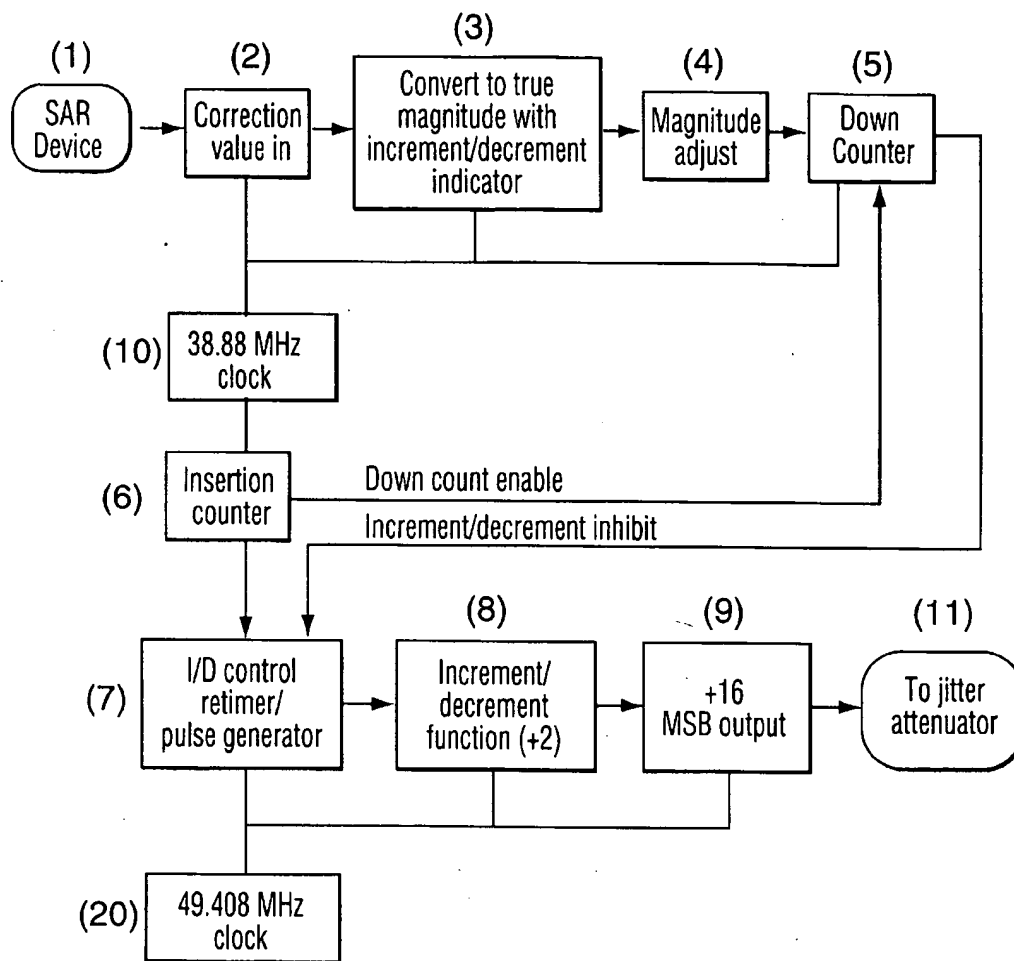 (1)
SAR
Device
(2)
Correction
value in
(3)
Convert to true
magnitude with
increment/decrement
indicator
(4)
Magnitude
adjust
(5)
Down
Counter
(10)
38.88 MHz
clock
(6)
Insertion
counter
Down count enable
Increment/decrement inhibit
(7)
I/D control
retimer/
pulse generator
(8)
Increment/
decrement
function (+2)
(9)
+16
MSB output
(11)
To jitter
attenuator
(20)
49.408 MHz
clock